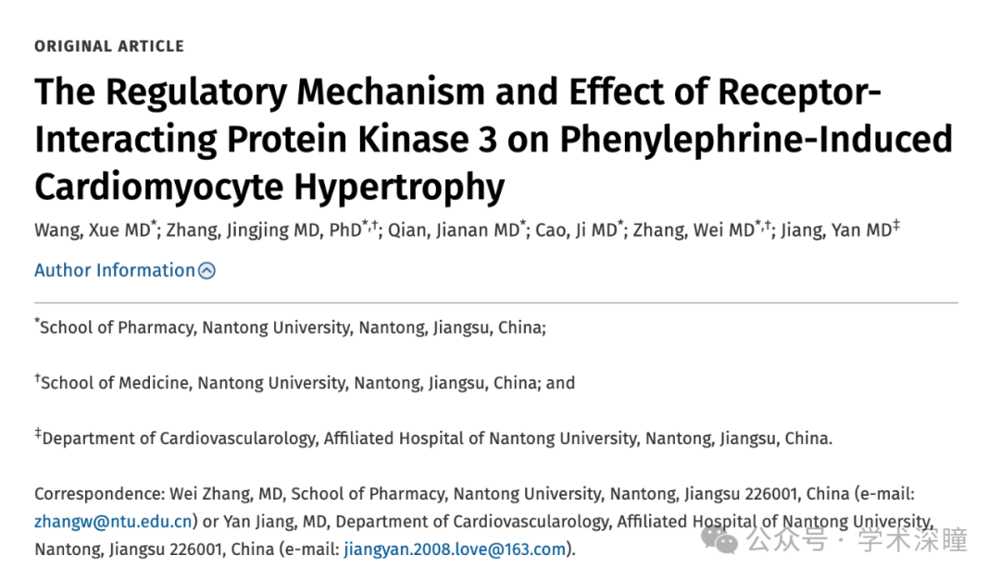 ORIGINAL ARTICLE
The Regulatory Mechanism and Effect of Receptor-
Interacting Protein Kinase 3 on Phenylephrine-Induced
Cardiomyocyte Hypertrophy
Wang, Xue MD*; Zhang, Jingjing MD, PhD*,†; Qian, Jianan MD*; Cao, Ji MD*; Zhang, Wei MD*,†; Jiang, Yan MD‡
Author Information
*School of Pharmacy, Nantong University, Nantong, Jiangsu, China;
†School of Medicine, Nantong University, Nantong, Jiangsu, China; and
‡Department of Cardiovascularology, Affiliated Hospital of Nantong University, Nantong, Jiangsu, China.
Correspondence: Wei Zhang, MD, School of Pharmacy, Nantong University, Nantong, Jiangsu 226001, China (e-mail:
zhangw@ntu.edu.cn) or Yan Jiang, MD, Department of Cardiovascularology, Affiliated Hospital of Nantong University,
Nantong, Jiangsu 226001, China (e-mail: jiangyan.2008.love@163.com).
公众号 · 学术深瞳